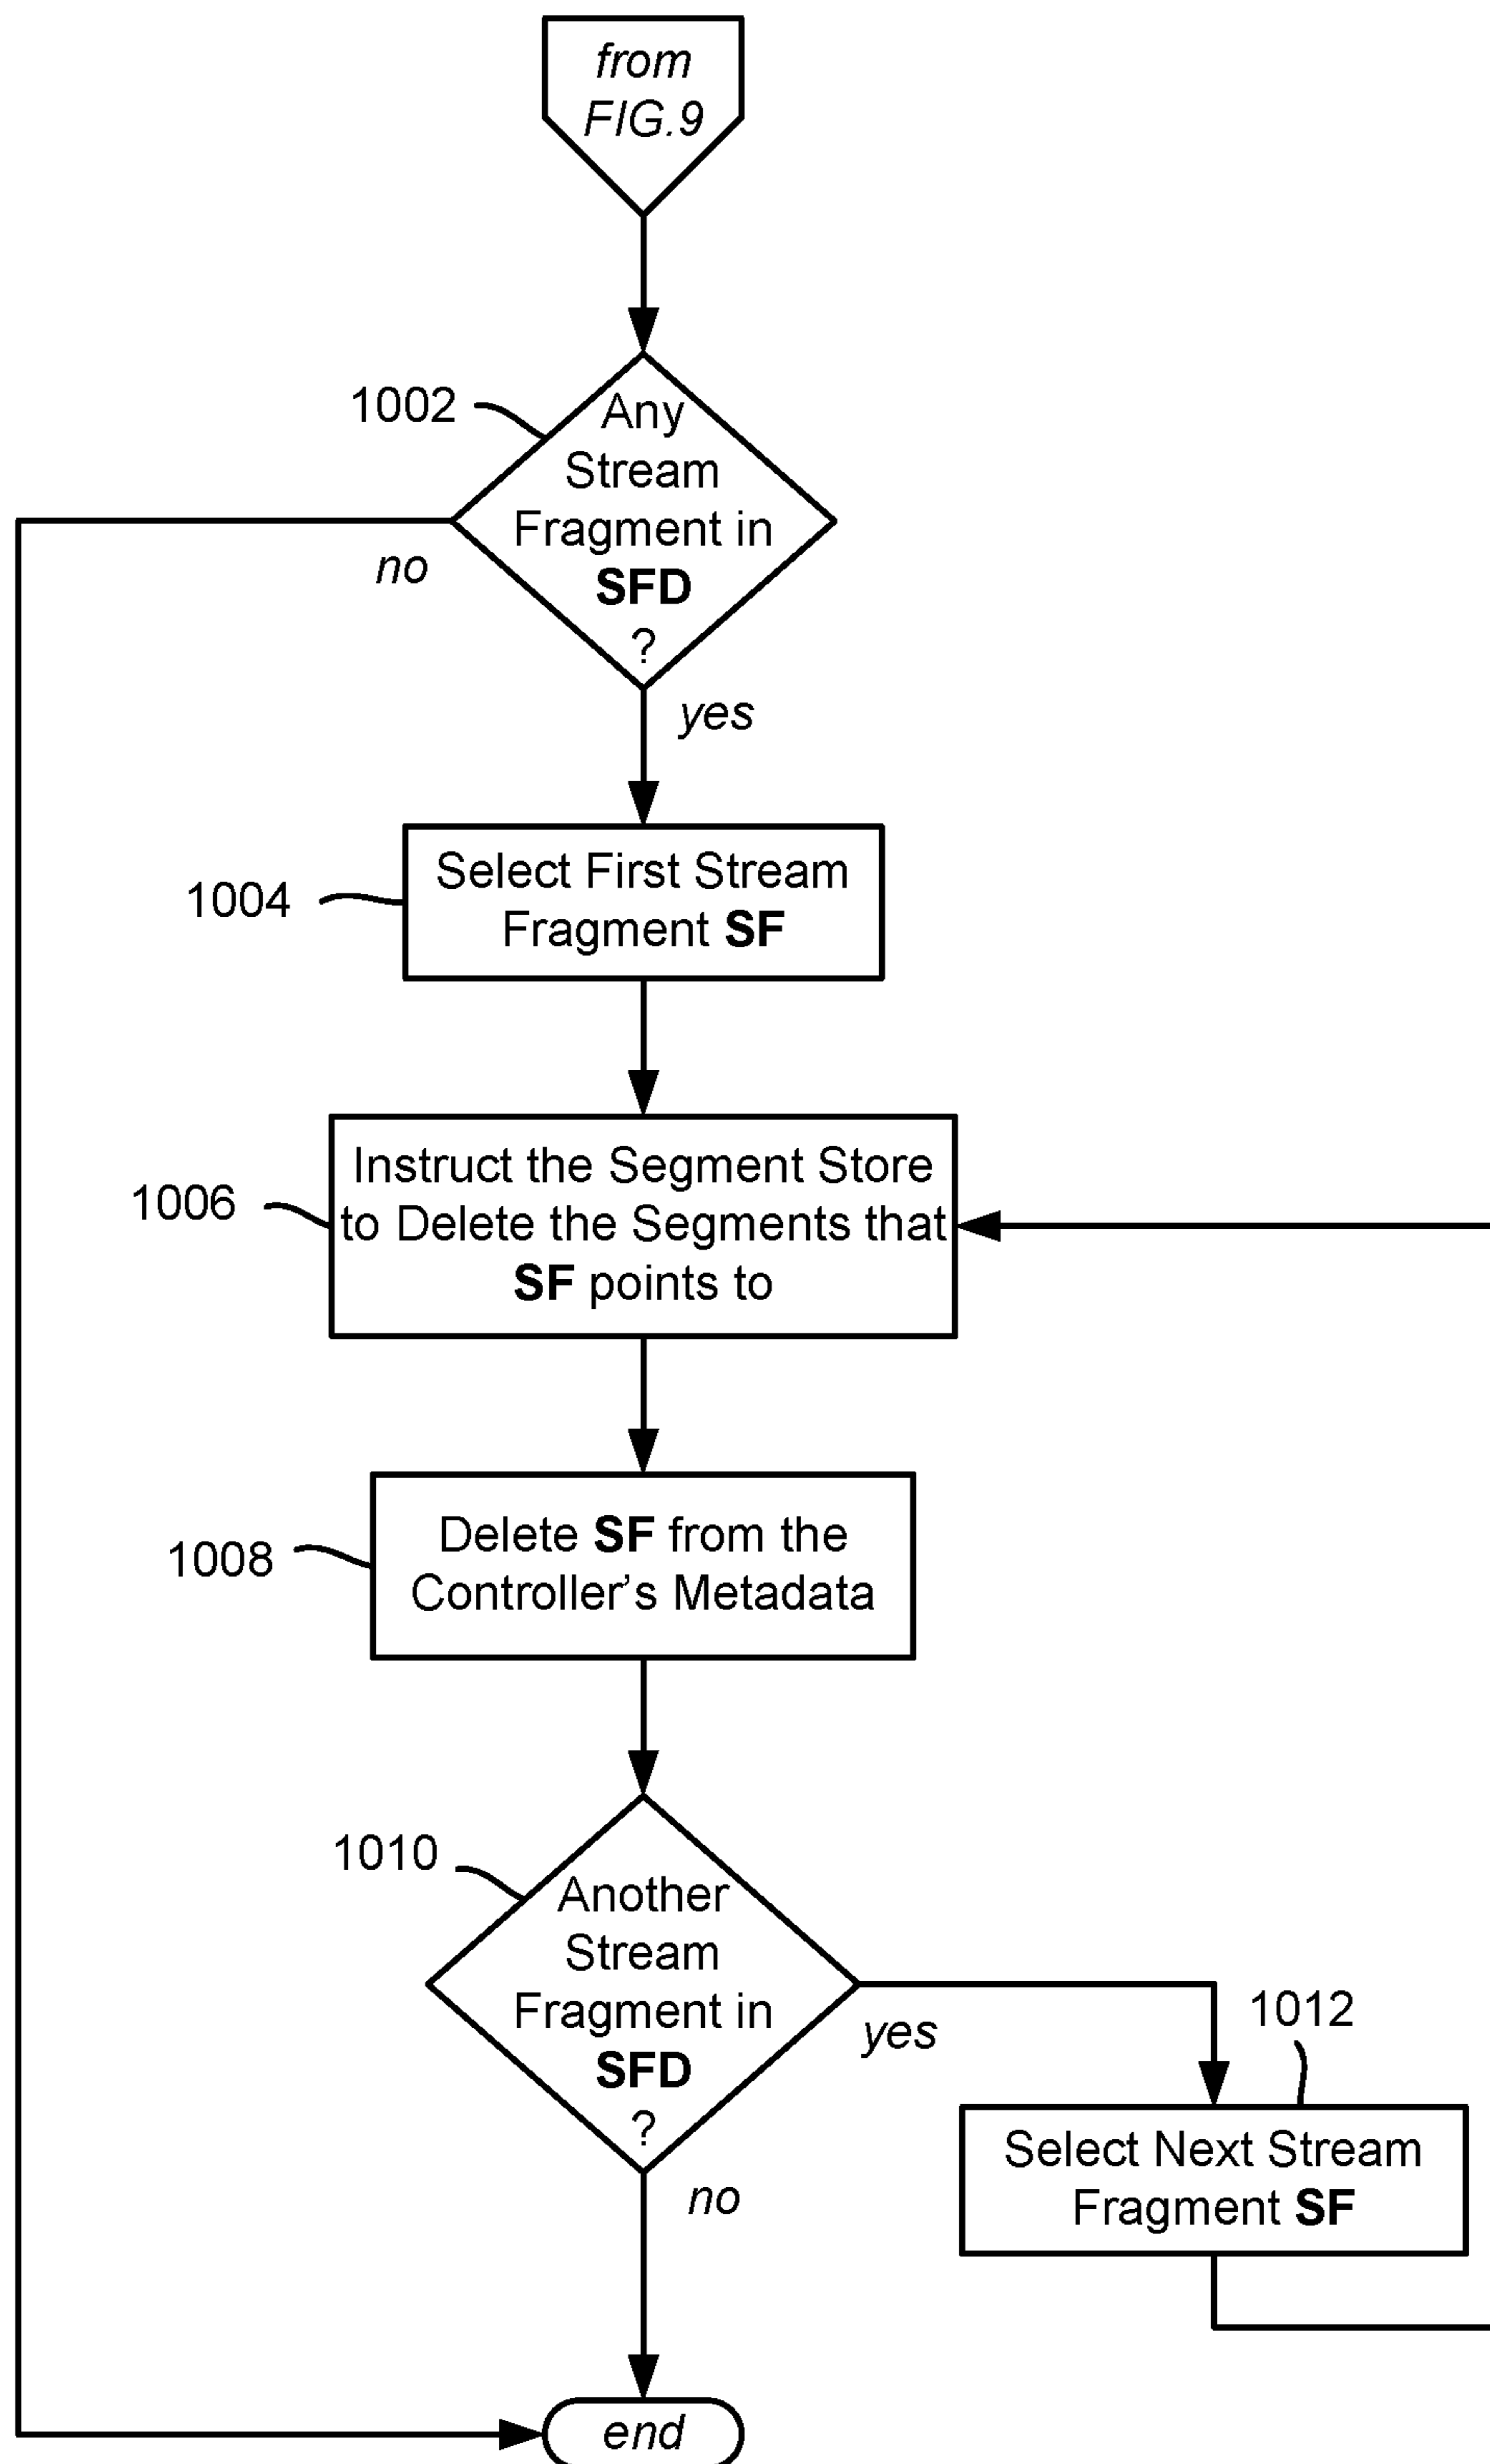 from
FIG.9
1002
Any
Stream
Fragment in
SFD
?
no
yes
1004
Select First Stream
Fragment SF
1006
Instruct the Segment Store
to Delete the Segments that
SF points to
1008
Delete SF from the
Controller’s Metadata
1010
Another
Stream
Fragment in
SFD
?
yes
no
1012
Select Next Stream
Fragment SF
end